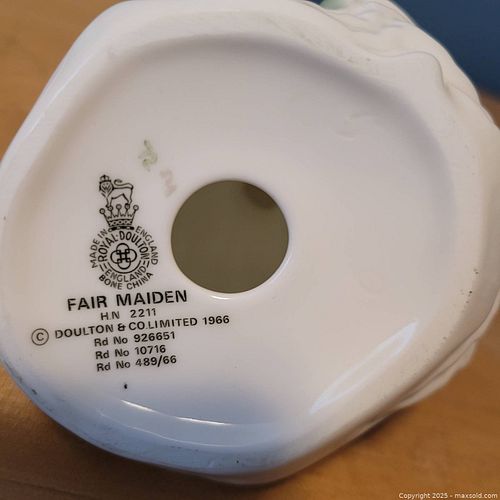 MADE IN ENGLAND
ROYAL·DOULTON
ENGLAND
BONE CHINA
FAIR MAIDEN
H.N 2211
© DOULTON & CO.LIMITED 1966
Rd No 926651
Rd No 10716
Rd No 489/66
Copyright © 2025 - maxsold.com